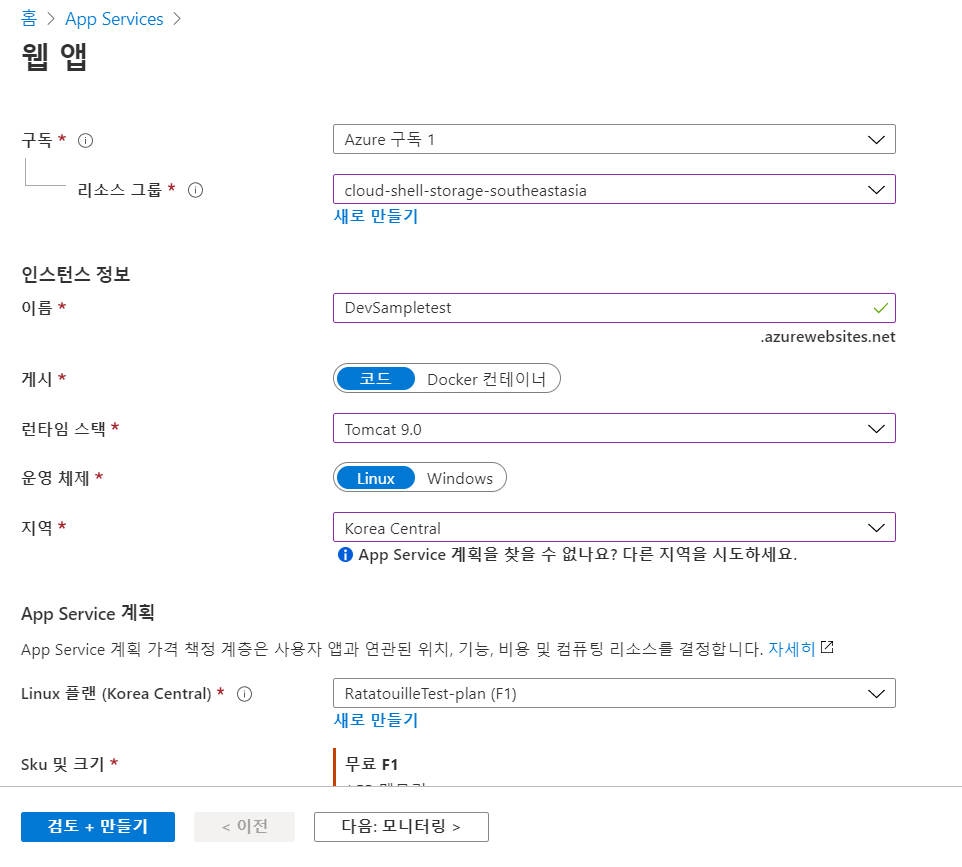 홈 > App Services >
웹 앱
구독 *
Azure 구독 1
리소스 그룹 *
cloud-shell-storage-southeastasia
새로 만들기
인스턴스 정보
이름 *
DevSampletest
.azurewebsites.net
게시 *
코드 Docker 컨테이너
런타임 스택 *
Tomcat 9.0
운영 체제 *
Linux Windows
지역 *
Korea Central
App Service 계획을 찾을 수 없나요? 다른 지역을 시도하세요.
App Service 계획
App Service 계획 가격 책정 계층은 사용자 앱과 연관된 위치, 기능, 비용 및 컴퓨팅 리소스를 결정합니다. 자세히
Linux 플랜 (Korea Central) *
RatatouilleTest-plan (F1)
새로 만들기
Sku 및 크기 *
무료 F1
검토 + 만들기
< 이전
다음: 모니터링 >